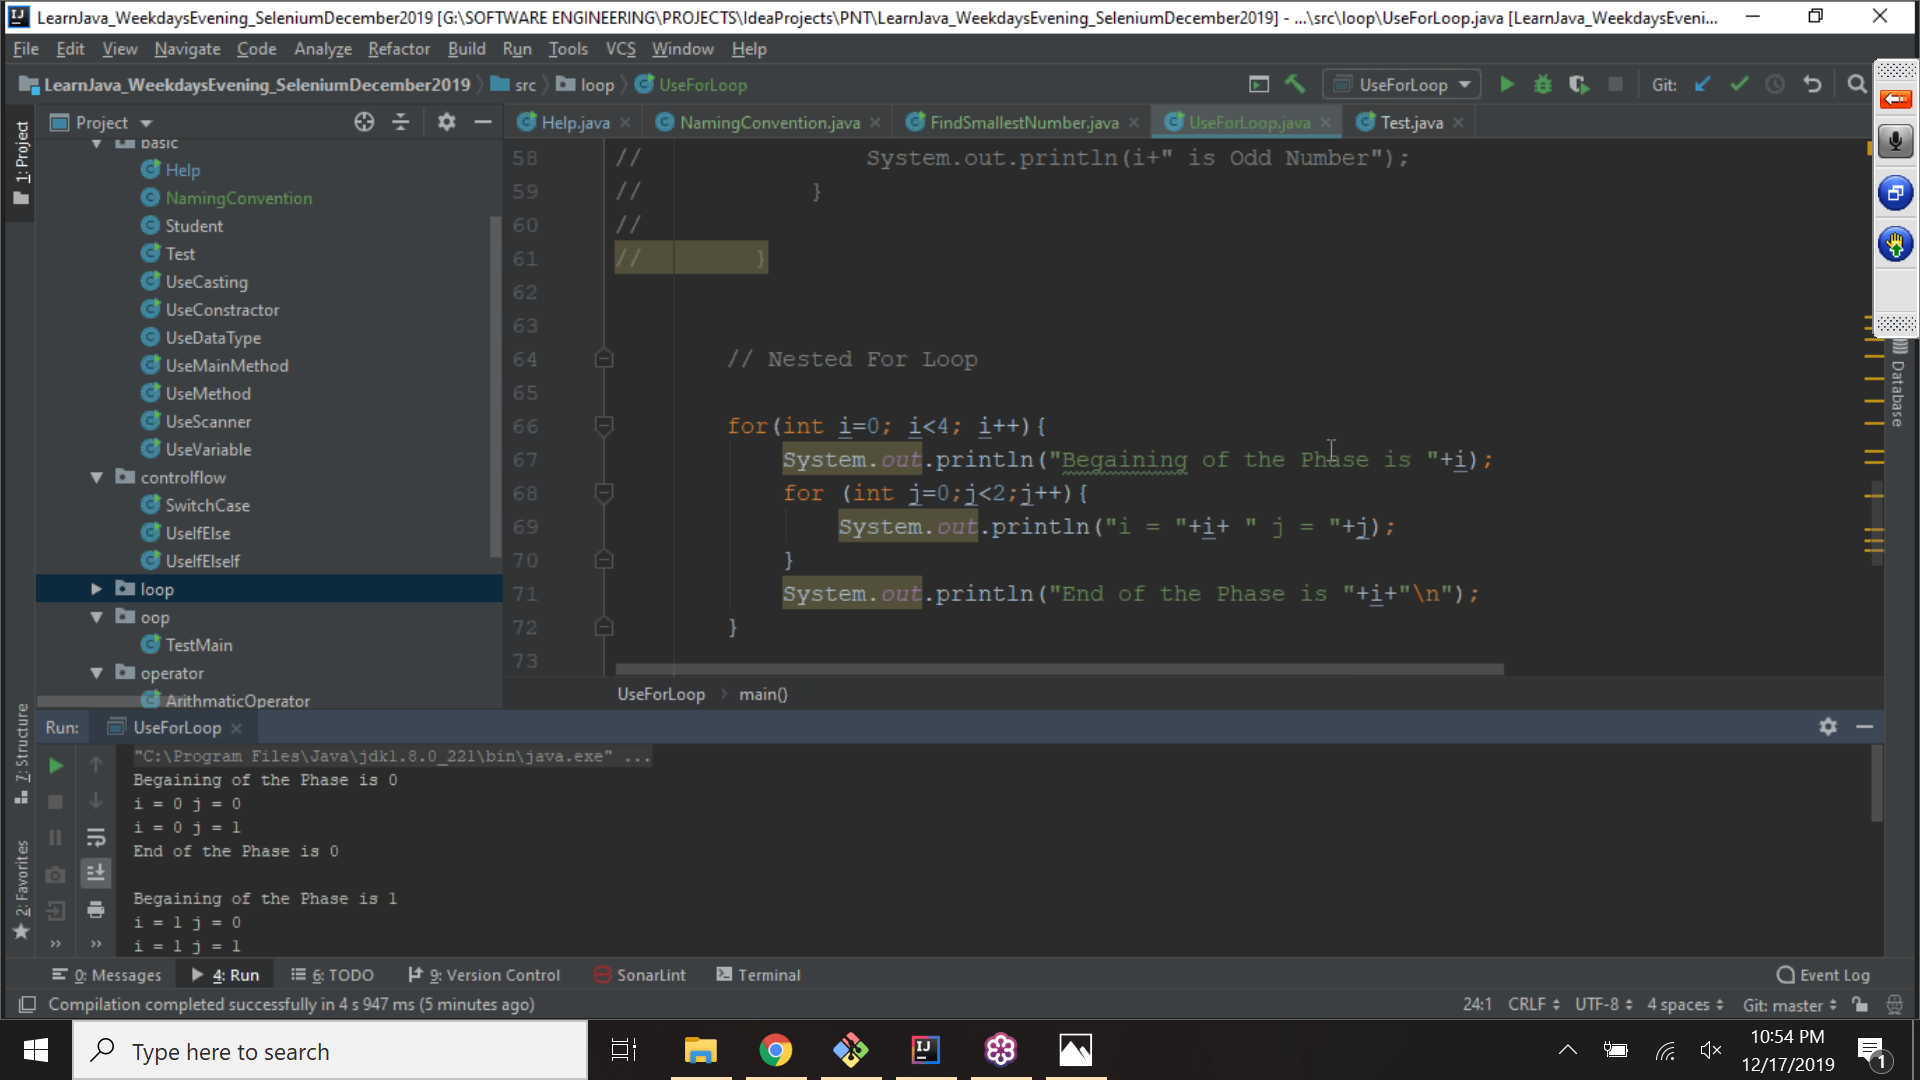 LearnJava_WeekdaysEvening_SeleniumDecember2019 [G:\SOFTWARE ENGINEERING\PROJECTS\IdeaProjects\PNT\LearnJava_WeekdaysEvening_SeleniumDecember2019] - ...\src\loop\UseForLoop.java [LearnJava_WeekdaysEveni...
File Edit View Navigate Code Analyze Refactor Build Run Tools VCS Window Help
LearnJava_WeekdaysEvening_SeleniumDecember2019 src loop UseForLoop
UseForLoop Git:
1: Project
Project
Help.java NamingConvention.java FindSmallestNumber.java UseForLoop.java Test.java
basic
Help
NamingConvention
Student
Test
UseCasting
UseConstractor
UseDataType
UseMainMethod
UseMethod
UseScanner
UseVariable
controlflow
SwitchCase
UseIfElse
UseIfElseIf
loop
oop
TestMain
operator
ArithmaticOperator
58 // System.out.println(i+" is Odd Number");
59 // }
60 //
61 // }
62
63
64 // Nested For Loop
65
66 for(int i=0; i<4; i++){
67 System.out.println("Begaining of the Phase is "+i);
68 for (int j=0;j<2;j++){
69 System.out.println("i = "+i+ " j = "+j);
70 }
71 System.out.println("End of the Phase is "+i+"\n");
72 }
73
UseForLoop main()
Database
Run: UseForLoop
7: Structure
2: Favorites
"C:\Program Files\Java\jdk1.8.0_221\bin\java.exe" ...
Begaining of the Phase is 0
i = 0 j = 0
i = 0 j = 1
End of the Phase is 0
Begaining of the Phase is 1
i = 1 j = 0
i = 1 j = 1
0: Messages 4: Run 6: TODO 9: Version Control SonarLint Terminal Event Log
Compilation completed successfully in 4 s 947 ms (5 minutes ago) 24:1 CRLF UTF-8 4 spaces Git: master
Type here to search
IJ
10:54 PM
12/17/2019
1